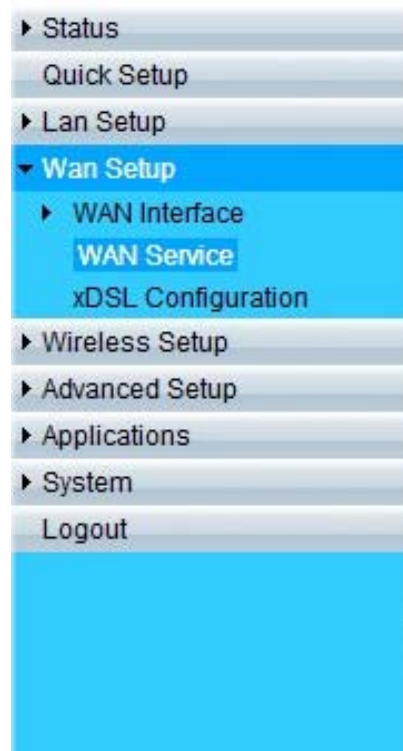 Status
Quick Setup
Lan Setup
Wan Setup
WAN Interface
WAN Service
xDSL Configuration
Wireless Setup
Advanced Setup
Applications
System
Logout